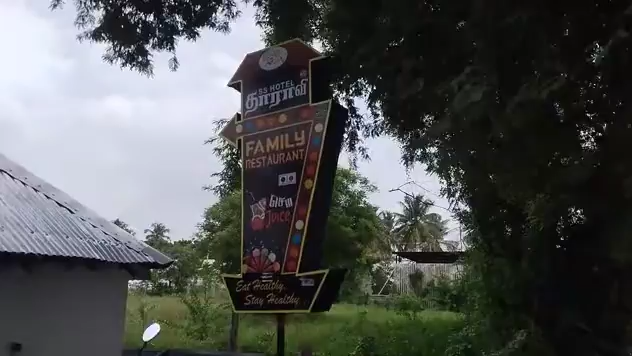 SS HOTEL
தாராவி
FAMILY
RESTAURANT
Juice
Eat Healthy,
Stay Healthy